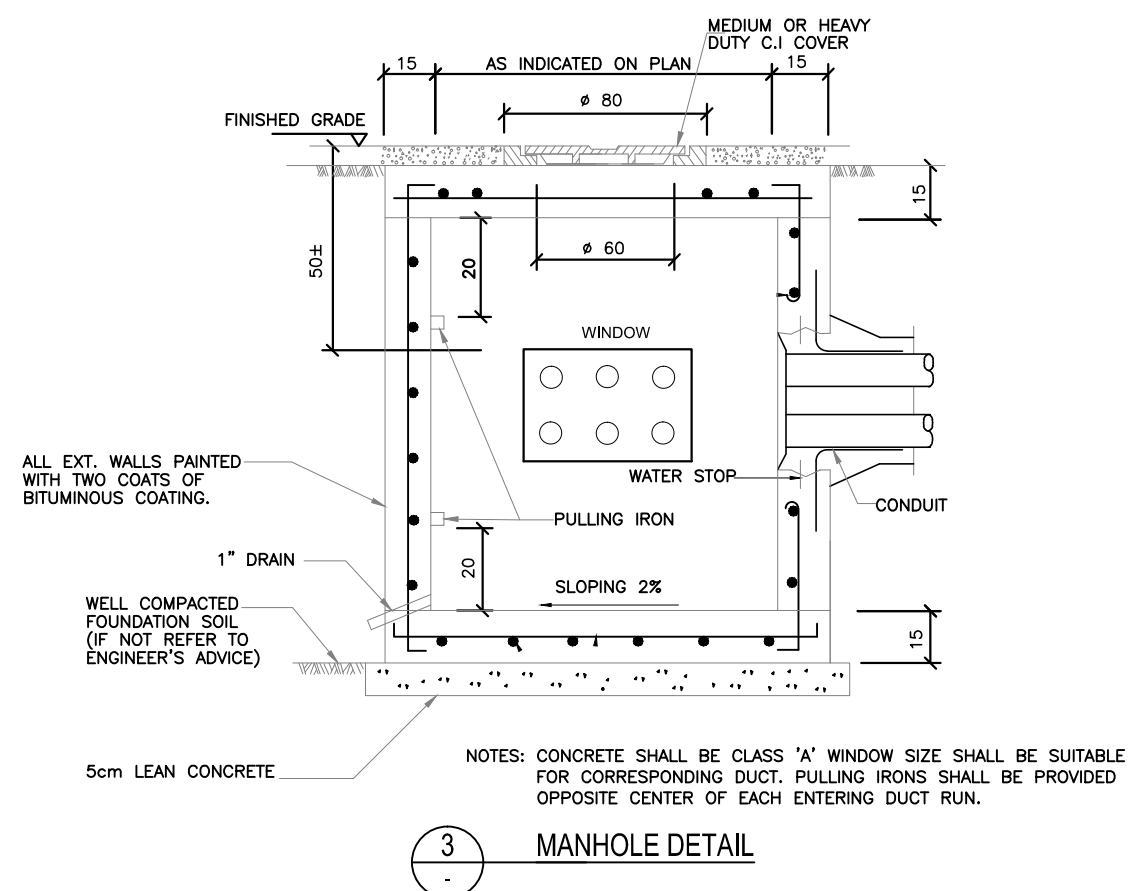 MEDIUM OR HEAVY
DUTY C.I COVER
15
AS INDICATED ON PLAN
15
ø 80
FINISHED GRADE
15
50±
20
ø 60
WINDOW
ALL EXT. WALLS PAINTED
WITH TWO COATS OF
BITUMINOUS COATING.
WATER STOP
CONDUIT
PULLING IRON
1" DRAIN
20
SLOPING 2%
WELL COMPACTED
FOUNDATION SOIL
(IF NOT REFER TO
ENGINEER'S ADVICE)
15
5cm LEAN CONCRETE
NOTES: CONCRETE SHALL BE CLASS 'A' WINDOW SIZE SHALL BE SUITABLE
FOR CORRESPONDING DUCT. PULLING IRONS SHALL BE PROVIDED
OPPOSITE CENTER OF EACH ENTERING DUCT RUN.
3
-
MANHOLE DETAIL